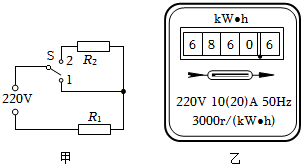 S
2
1
R2
220V
R1
甲
kW•h
6 8 6 0 6
220V 10(20)A 50Hz
3000r/(kW•h)
乙